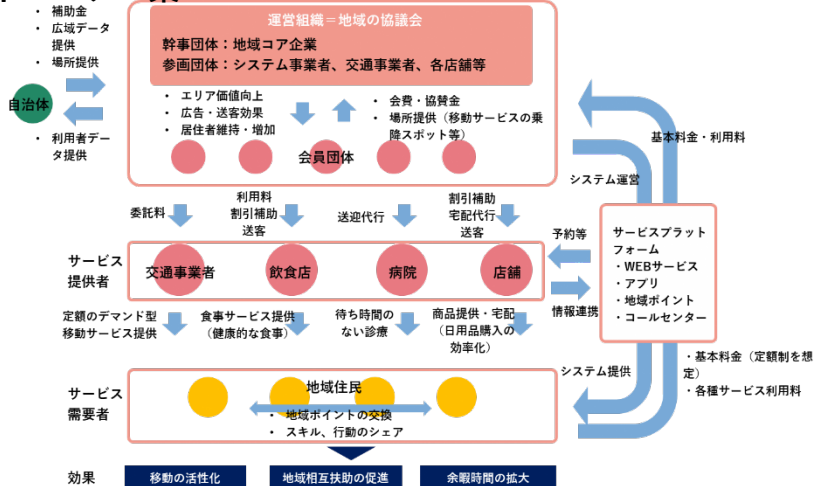 ・ 補助金
・ 広域データ
提供
・ 場所提供
自治体
・ 利用者デー
タ提供
運営組織＝地域の協議会
幹事団体：地域コア企業
参画団体：システム事業者、交通事業者、各店舗等
・ エリア価値向上
・ 広告・送客効果
・ 居住者維持・増加
・ 会費・協賛金
・ 場所提供（移動サービスの乗
降スポット等）
会員団体
基本料金・利用料
システム運営
委託料
利用料
割引補助
送客
送迎代行
割引補助
宅配代行
送客
予約等
サービス
提供者
交通事業者
飲食店
病院
店舗
情報連携
サービスプラット
フォーム
・WEBサービス
・アプリ
・地域ポイント
・コールセンター
定額のデマンド型
移動サービス提供
食事サービス提供
（健康的な食事）
待ち時間の
ない診療
商品提供・宅配
（日用品購入の
効率化）
システム提供
・基本料金（定額制を想
定）
・各種サービス利用料
サービス
需要者
地域住民
・ 地域ポイントの交換
・ スキル、行動のシェア
効果
移動の活性化
地域相互扶助の促進
余暇時間の拡大